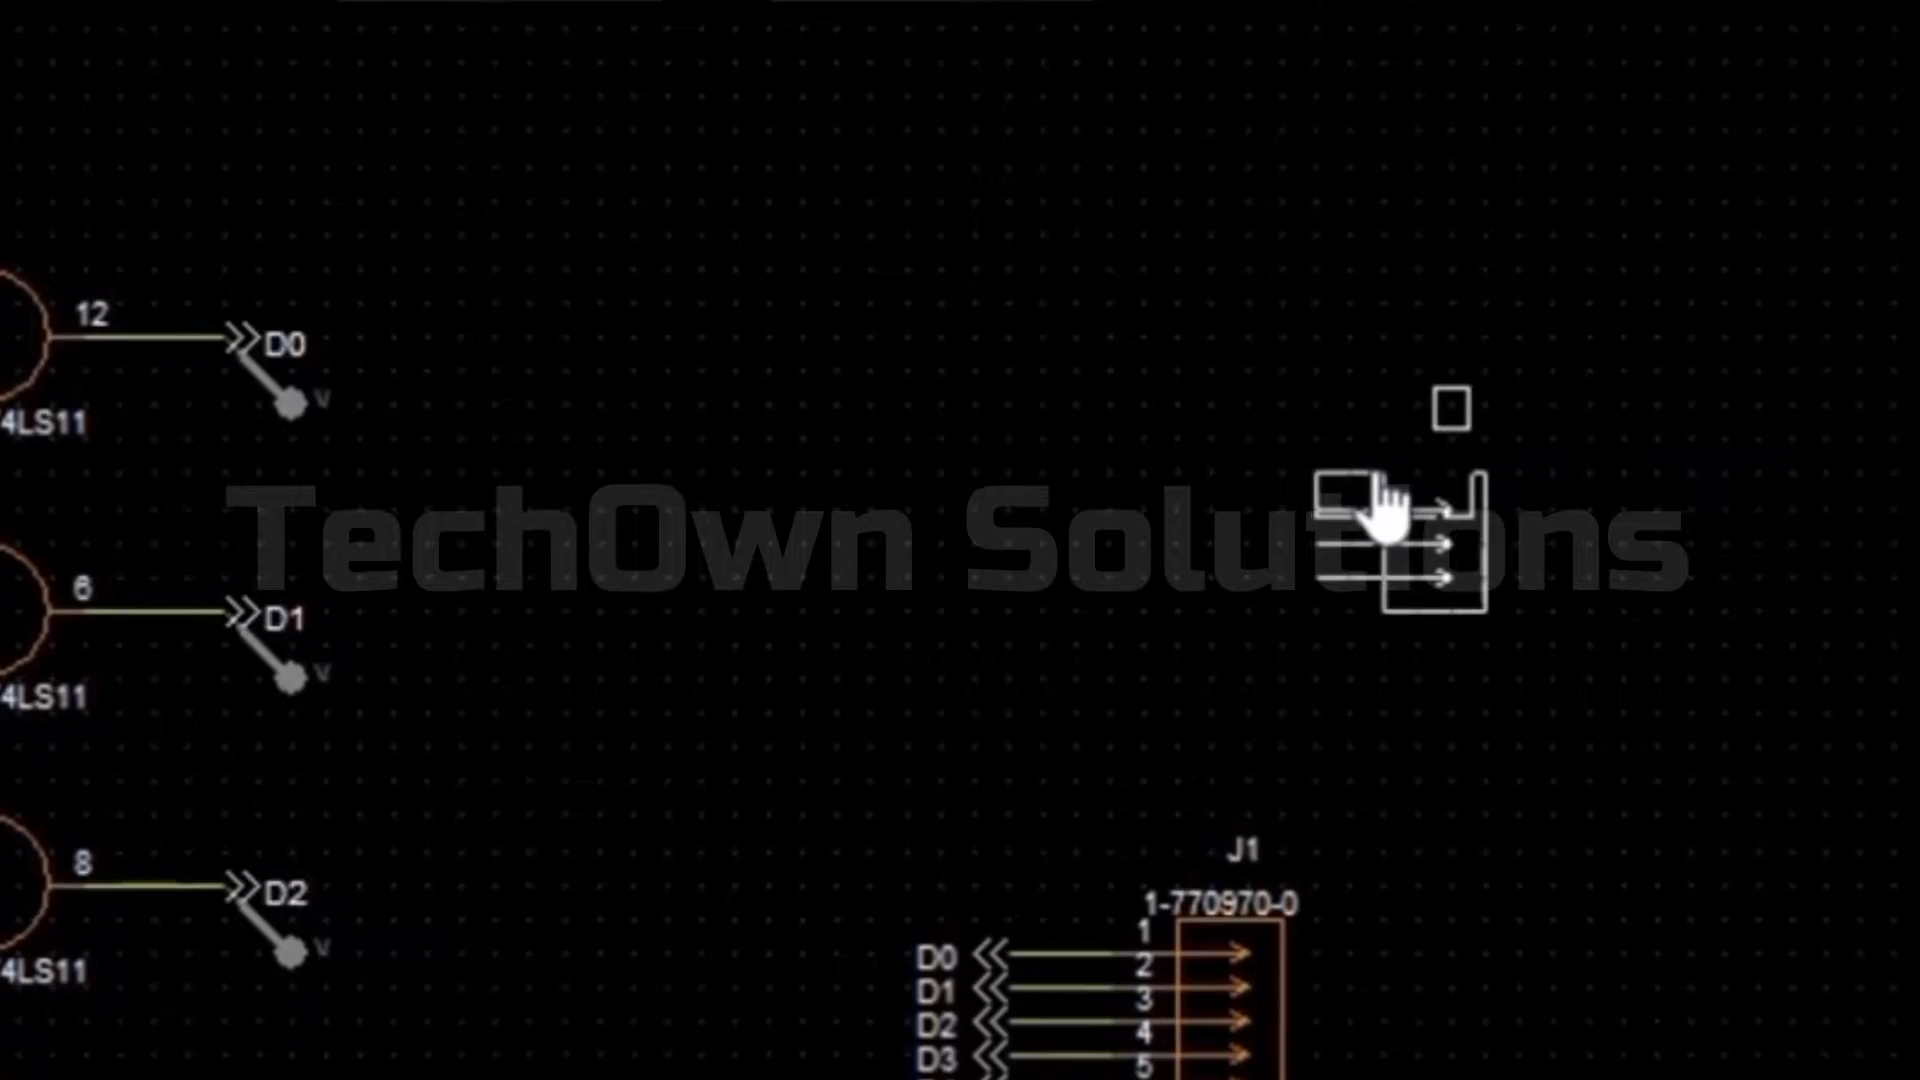 12
D0
V
4LS11
TechOwn Solutions
6
D1
V
4LS11
J1
8
D2
1-770970-0
V
1
D0
2
4LS11
D1
3
D2
4
D3
5